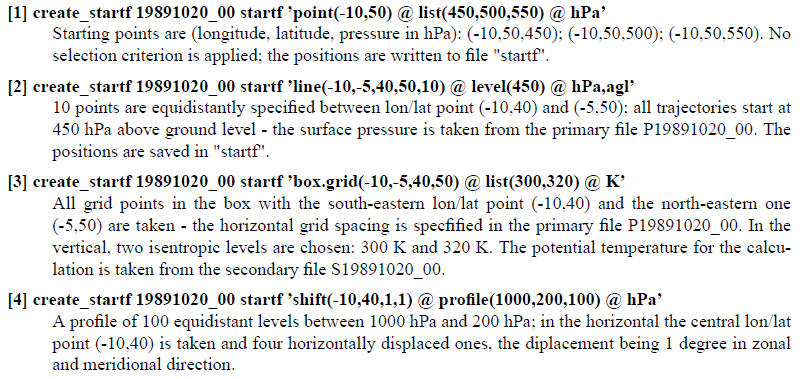 [1] create_startf 19891020_00 startf ’point(-10,50) @ list(450,500,550) @ hPa’
Starting points are (longitude, latitude, pressure in hPa): (-10,50,450); (-10,50,500); (-10,50,550). No
selection criterion is applied; the positions are written to file "startf".
[2] create_startf 19891020_00 startf ’line(-10,-5,40,50,10) @ level(450) @ hPa,agl’
10 points are equidistantly specified between lon/lat point (-10,40) and (-5,50); all trajectories start at
450 hPa above ground level - the surface pressure is taken from the primary file P19891020_00. The
positions are saved in "startf".
[3] create_startf 19891020_00 startf ’box.grid(-10,-5,40,50) @ list(300,320) @ K’
All grid points in the box with the south-eastern lon/lat point (-10,40) and the north-eastern one
(-5,50) are taken - the horizontal grid spacing is specfified in the primary file P19891020_00. In the
vertical, two isentropic levels are chosen: 300 K and 320 K. The potential temperature for the calcu-
lation is taken from the secondary file S19891020_00.
[4] create_startf 19891020_00 startf ’shift(-10,40,1,1) @ profile(1000,200,100) @ hPa’
A profile of 100 equidistant levels between 1000 hPa and 200 hPa; in the horizontal the central lon/lat
point (-10,40) is taken and four horizontally displaced ones, the diplacement being 1 degree in zonal
and meridional direction.